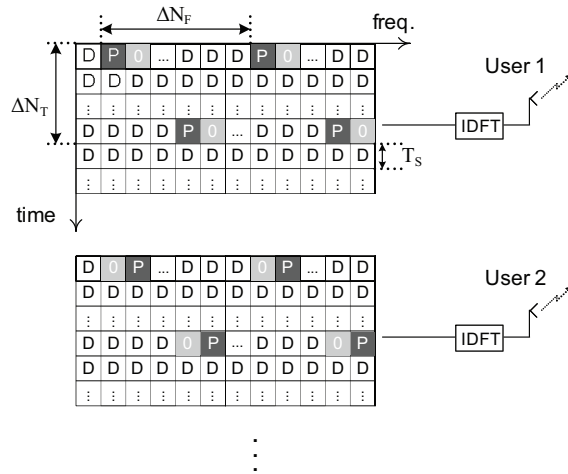 ΔN_F
freq.
D P 0 ... D D D P 0 ... D D
D D D D D D D D D D D D
⋮ ⋮ ⋮ ⋮ ⋮ ⋮ ⋮ ⋮ ⋮ ⋮ ⋮ ⋮
D D D D P 0 ... D D D P 0
D D D D D D D D D D D D
⋮ ⋮ ⋮ ⋮ ⋮ ⋮ ⋮ ⋮ ⋮ ⋮ ⋮ ⋮
ΔN_T
T_S
User 1
IDFT
time
D 0 P ... D D D 0 P ... D D
D D D D D D D D D D D D
⋮ ⋮ ⋮ ⋮ ⋮ ⋮ ⋮ ⋮ ⋮ ⋮ ⋮ ⋮
D D D D 0 P ... D D D 0 P
D D D D D D D D D D D D
⋮ ⋮ ⋮ ⋮ ⋮ ⋮ ⋮ ⋮ ⋮ ⋮ ⋮ ⋮
User 2
IDFT
⋮